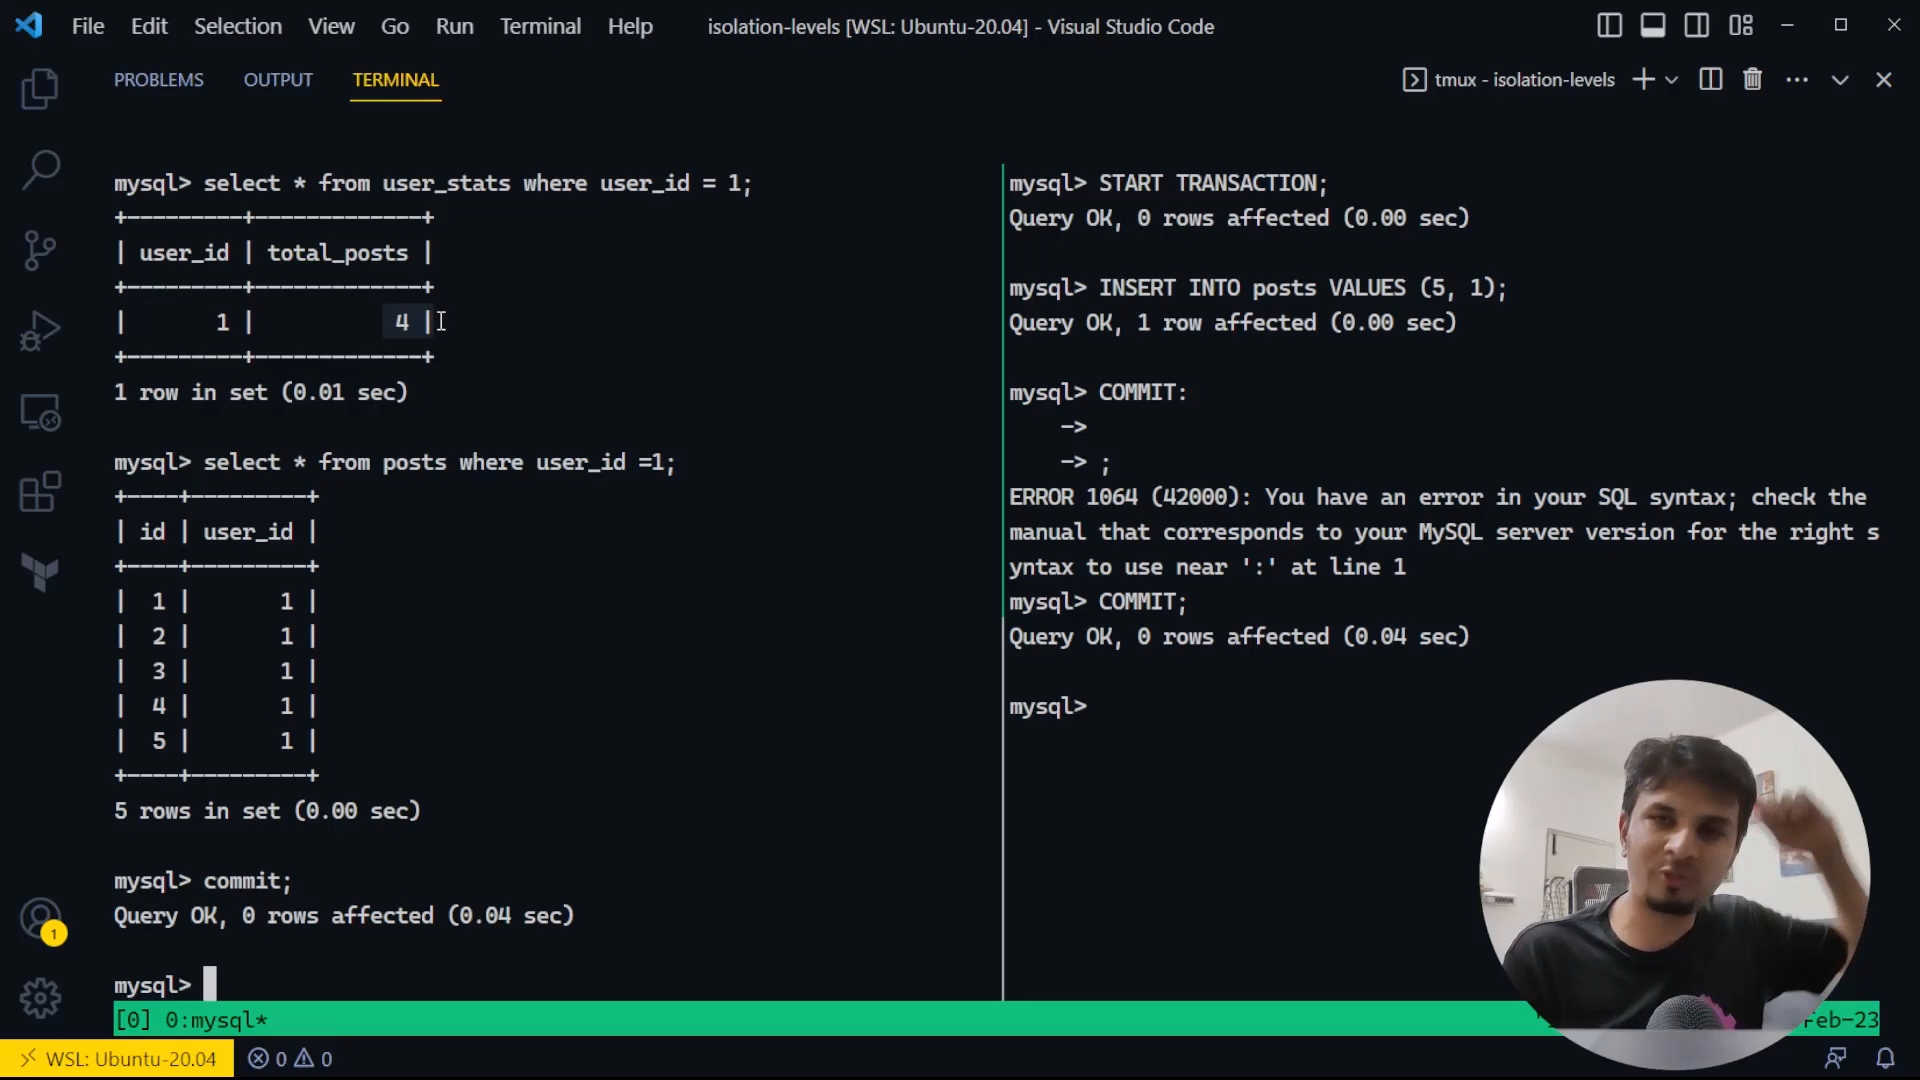 File Edit Selection View Go Run Terminal Help isolation-levels [WSL: Ubuntu-20.04] - Visual Studio Code
PROBLEMS OUTPUT TERMINAL tmux - isolation-levels
mysql> select * from user_stats where user_id = 1;
+---------+-------------+
| user_id | total_posts |
+---------+-------------+
|       1 |           4 |
+---------+-------------+
1 row in set (0.01 sec)
mysql> select * from posts where user_id =1;
+----+---------+
| id | user_id |
+----+---------+
|  1 |       1 |
|  2 |       1 |
|  3 |       1 |
|  4 |       1 |
|  5 |       1 |
+----+---------+
5 rows in set (0.00 sec)
mysql> commit;
Query OK, 0 rows affected (0.04 sec)
mysql>
mysql> START TRANSACTION;
Query OK, 0 rows affected (0.00 sec)
mysql> INSERT INTO posts VALUES (5, 1);
Query OK, 1 row affected (0.00 sec)
mysql> COMMIT:
    ->
    -> ;
ERROR 1064 (42000): You have an error in your SQL syntax; check the
manual that corresponds to your MySQL server version for the right s
yntax to use near ':' at line 1
mysql> COMMIT;
Query OK, 0 rows affected (0.04 sec)
mysql>
[0] 0:mysql* Feb-23
1
WSL: Ubuntu-20.04 0 0